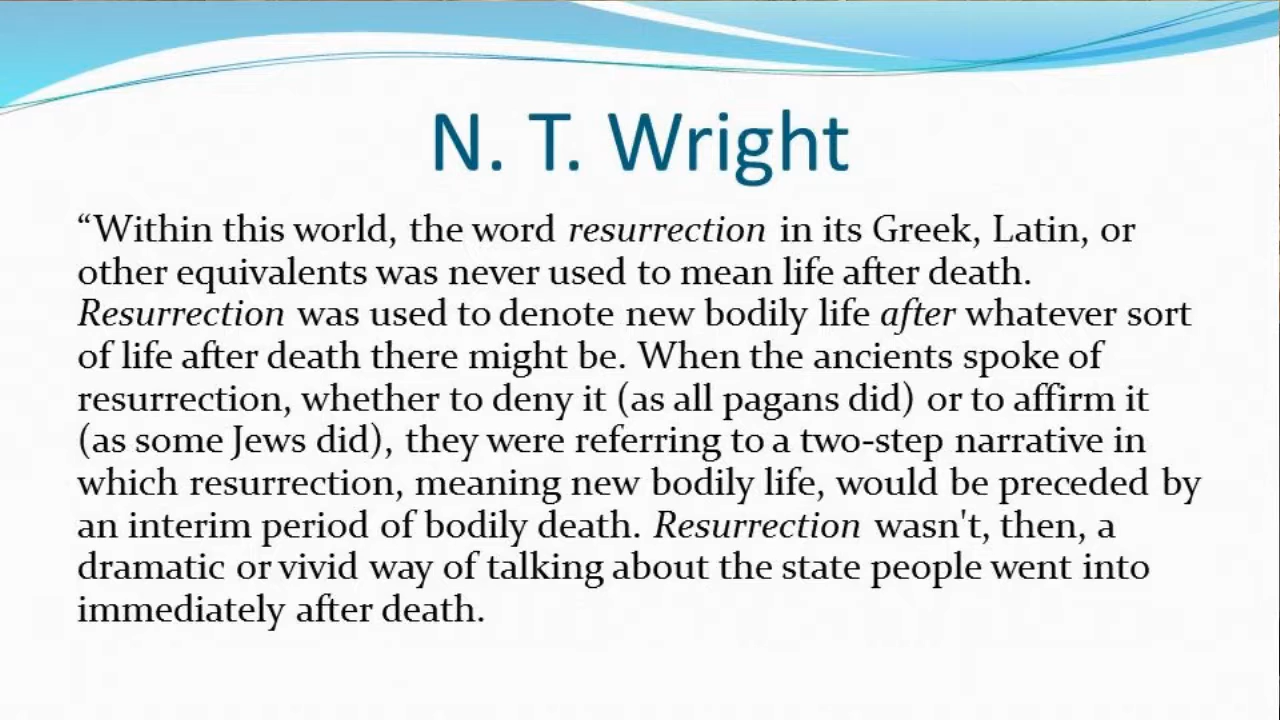 N. T. Wright
“Within this world, the word resurrection in its Greek, Latin, or
other equivalents was never used to mean life after death.
Resurrection was used to denote new bodily life after whatever sort
of life after death there might be. When the ancients spoke of
resurrection, whether to deny it (as all pagans did) or to affirm it
(as some Jews did), they were referring to a two-step narrative in
which resurrection, meaning new bodily life, would be preceded by
an interim period of bodily death. Resurrection wasn't, then, a
dramatic or vivid way of talking about the state people went into
immediately after death.